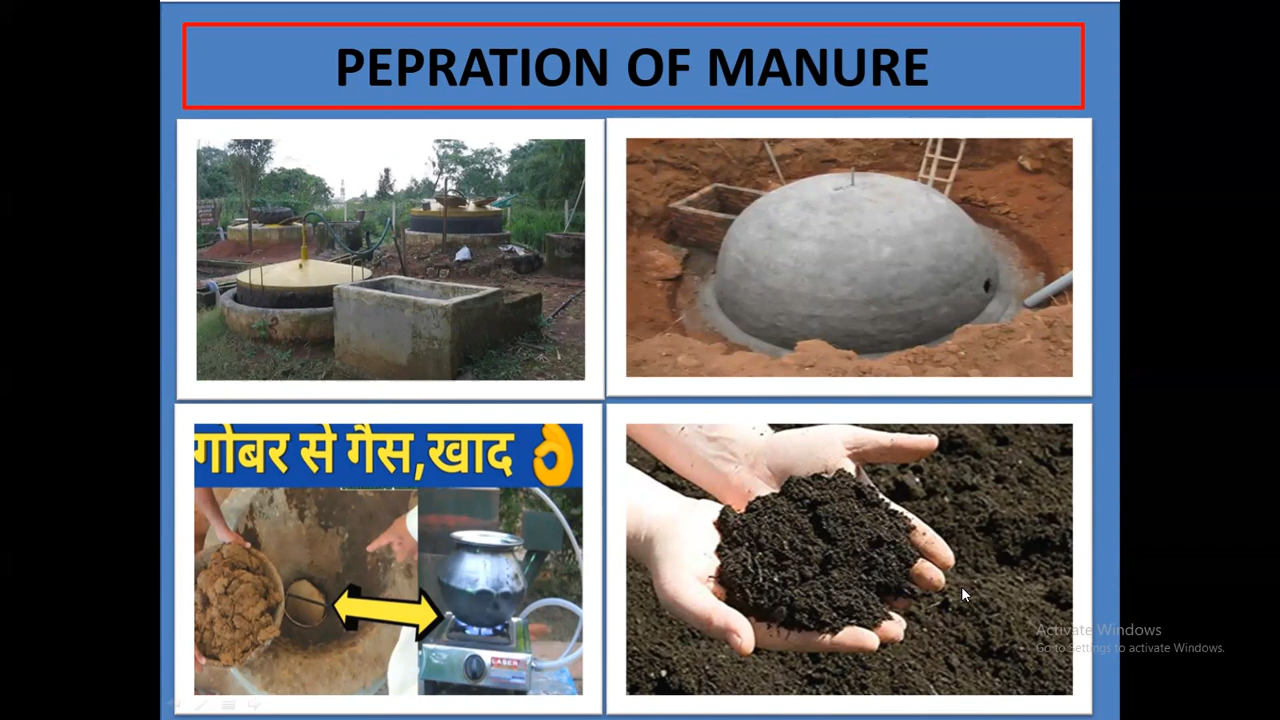 PEPRATION OF MANURE
गोबर से गैस,खाद
LASER
Activate Windows
Go to Settings to activate Windows.